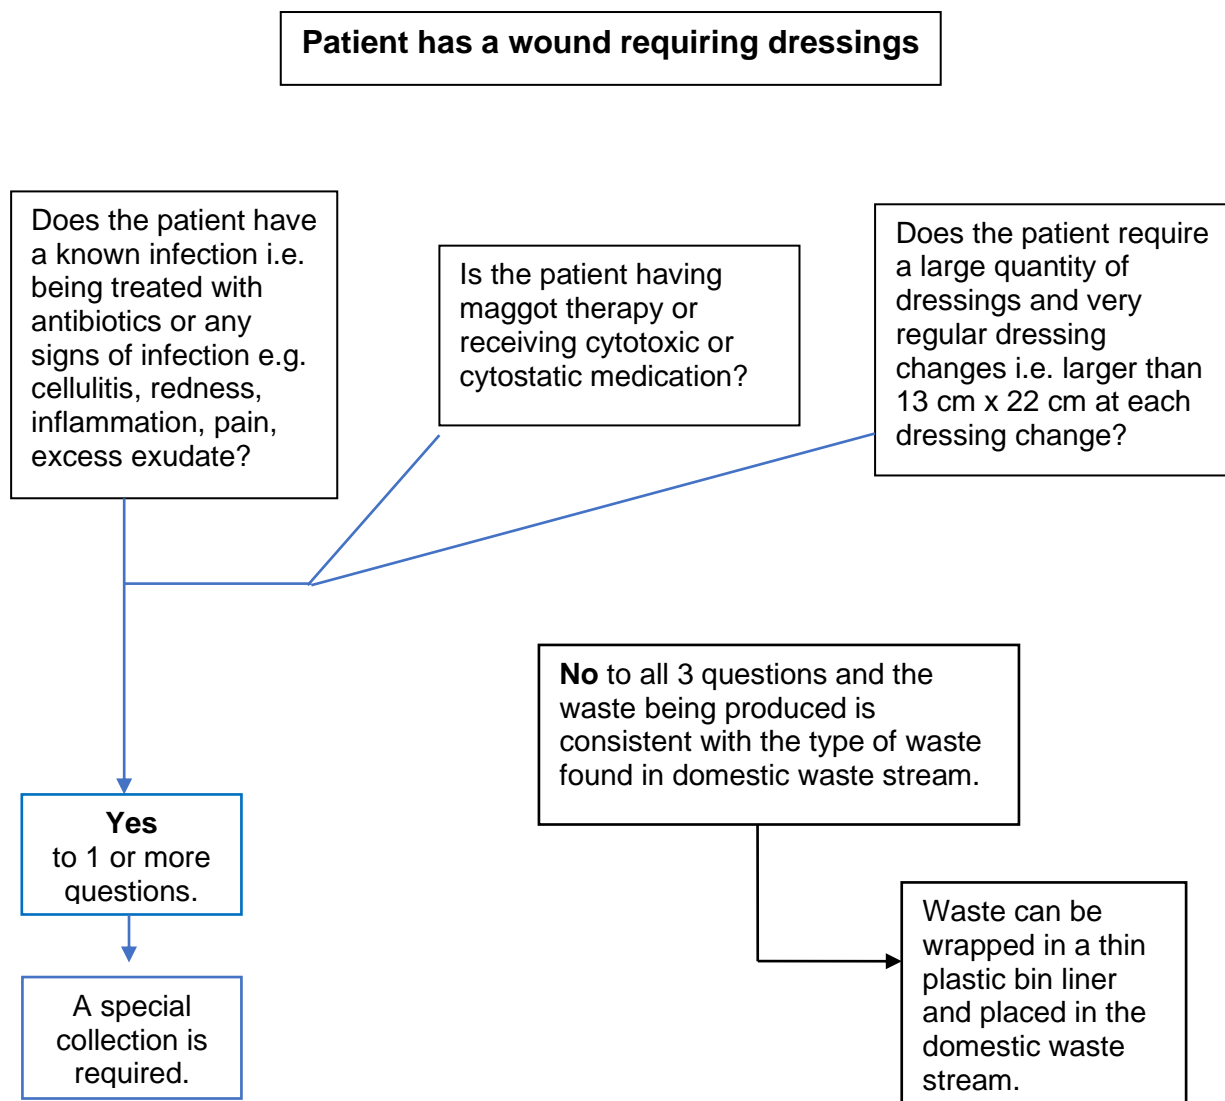 Patient has a wound requiring dressings
Does the patient have
a known infection i.e.
being treated with
antibiotics or any
signs of infection e.g.
cellulitis, redness,
inflammation, pain,
excess exudate?
Is the patient having
maggot therapy or
receiving cytotoxic or
cytostatic medication?
Does the patient require
a large quantity of
dressings and very
regular dressing
changes i.e. larger than
13 cm x 22 cm at each
dressing change?
No to all 3 questions and the
waste being produced is
consistent with the type of waste
found in domestic waste stream.
Yes
to 1 or more
questions.
Waste can be
wrapped in a thin
plastic bin liner
and placed in the
domestic waste
stream.
A special
collection is
required.